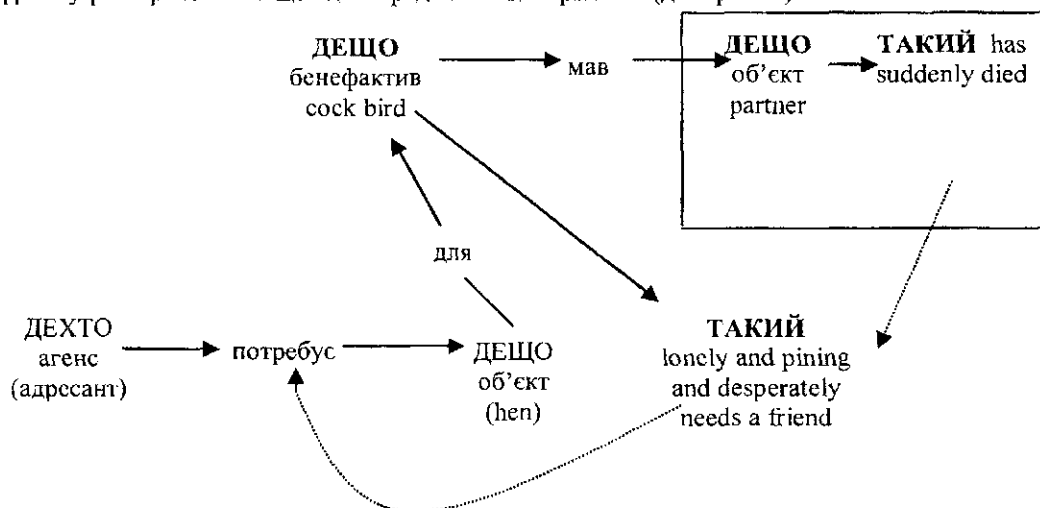 ДЕЩО
бенефактив
cock bird
мав
ДЕЩО
об’єкт
partner
ТАКИЙ has
suddenly died
для
ДЕХТО
агенс
(адресант)
потребує
ДЕЩО
об’єкт
(hen)
ТАКИЙ
lonely and pining
and desperately
needs a friend